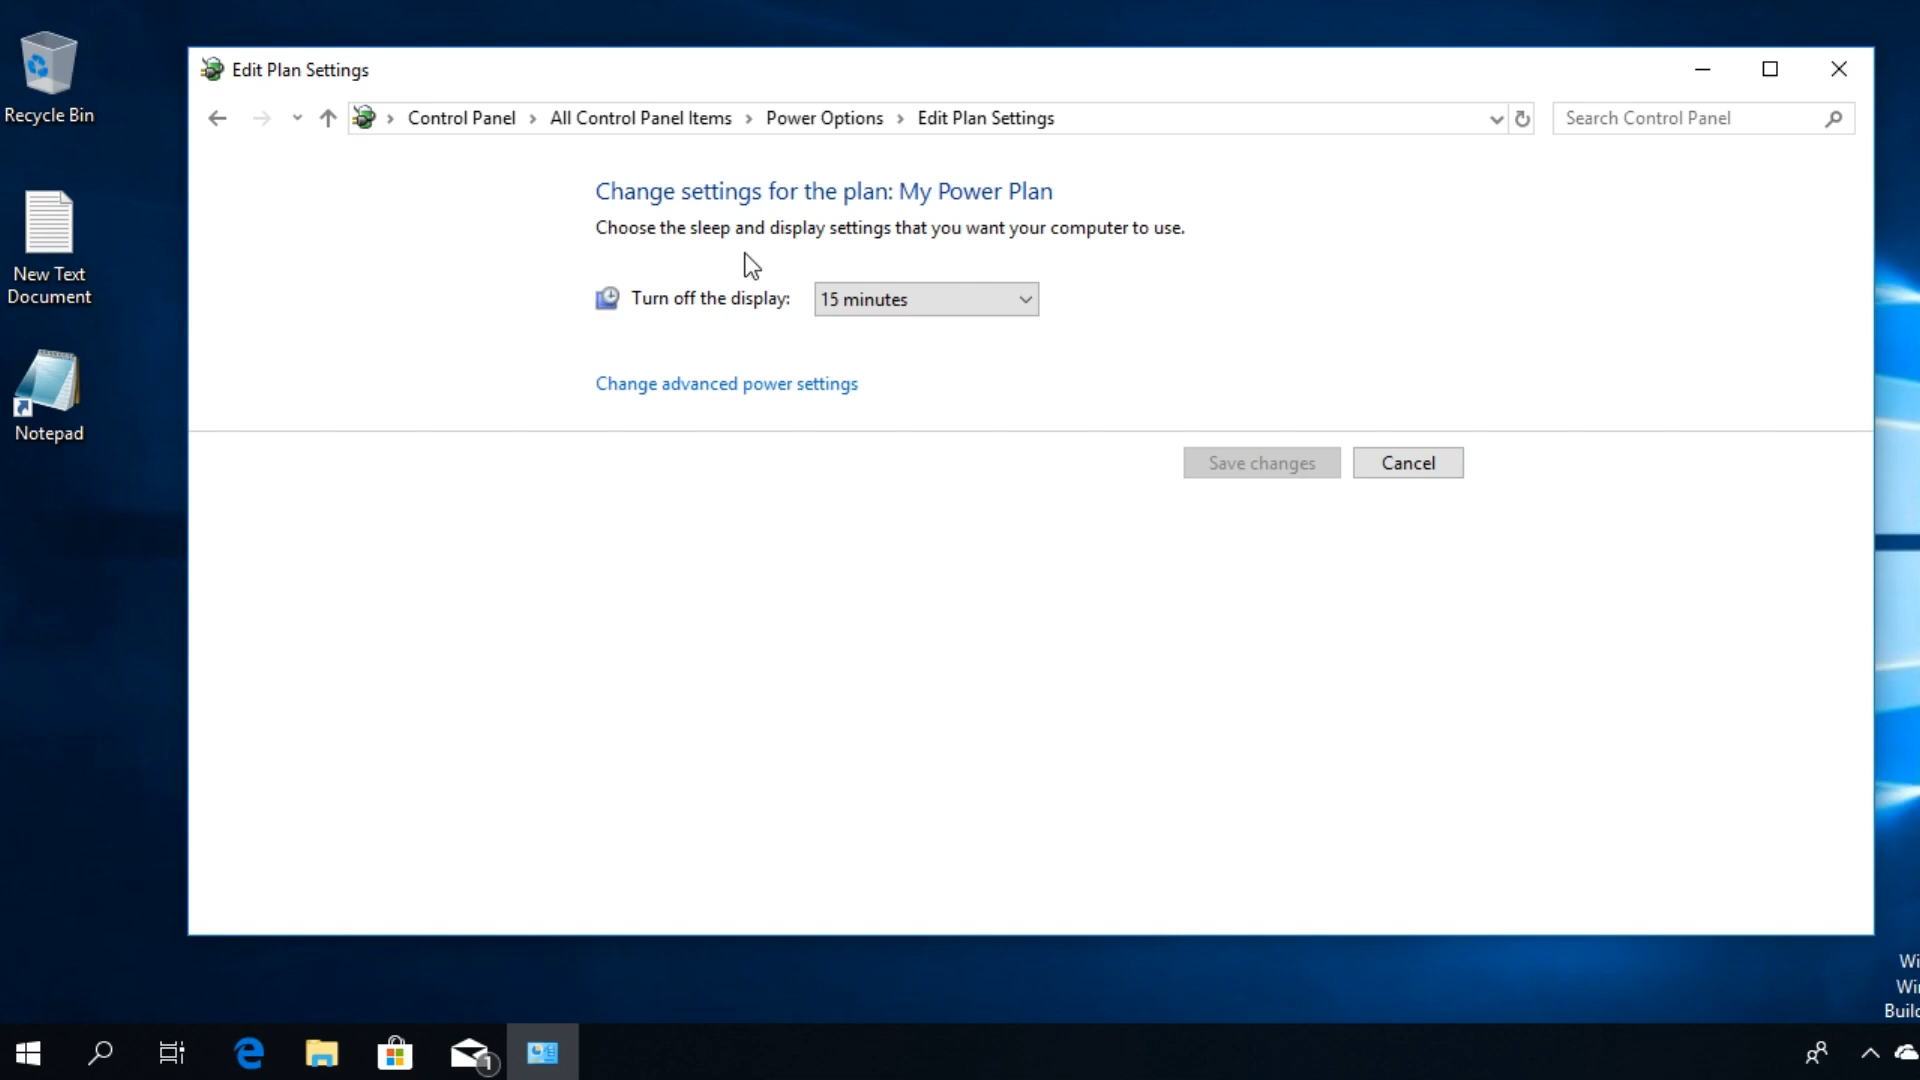 Recycle Bin
New Text
Document
Notepad
Edit Plan Settings
Control Panel > All Control Panel Items > Power Options > Edit Plan Settings
Search Control Panel
Change settings for the plan: My Power Plan
Choose the sleep and display settings that you want your computer to use.
Turn off the display: 15 minutes
Change advanced power settings
Save changes Cancel
1